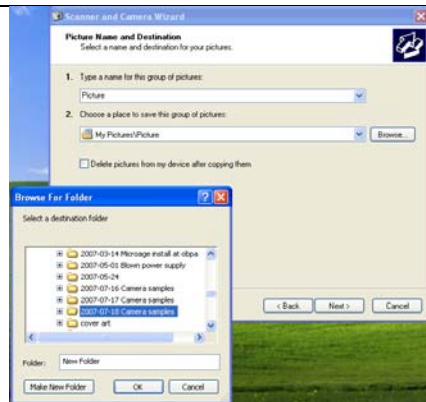 Scanner and Camera Wizard
Picture Name and Destination
Select a name and destination for your pictures.
1. Type a name for this group of pictures:
Picture
2. Choose a place to save this group of pictures:
My Pictures\Picture
Browse...
Delete pictures from my device after copying them
Browse For Folder
Select a destination folder
2007-03-14 Microage install at obpa
2007-05-01 Blown power supply
2007-05-24
2007-07-16 Camera samples
2007-07-17 Camera samples
2007-07-18 Camera samples
cover art
< Back
Next >
Cancel
Folder:
New Folder
Make New Folder
OK
Cancel